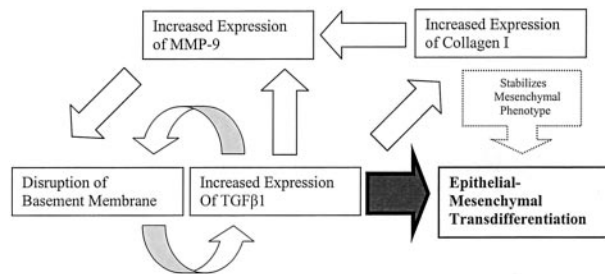 Increased Expression
of MMP-9
Increased Expression
of Collagen I
Stabilizes
Mesenchymal
Phenotype
Disruption of
Basement Membrane
Increased Expression
Of TGFβ1
Epithelial-
Mesenchymal
Transdifferentiation